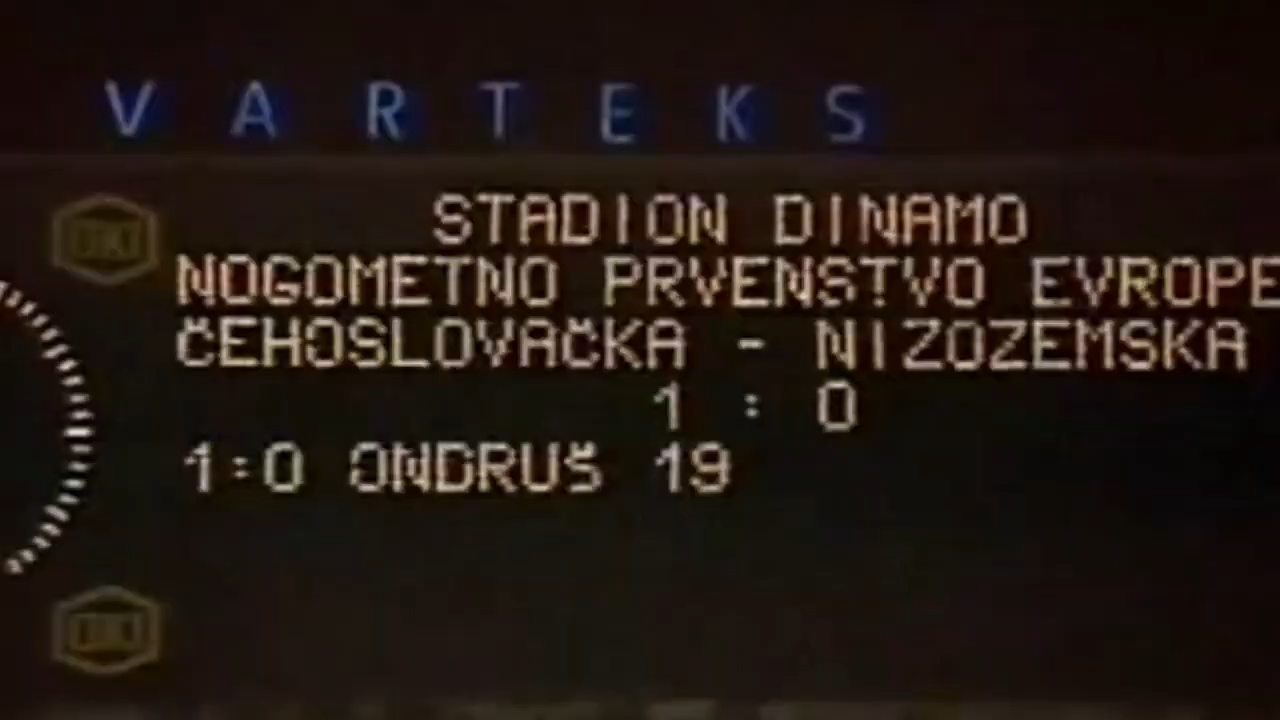 VARTEKS
STADION DINAMO
NOGOMETNO PRVENSTVO EVROPE
ČEHOSLOVAČKA - NIZOZEMSKA
1 : 0
1:0 ONDRUŠ 19